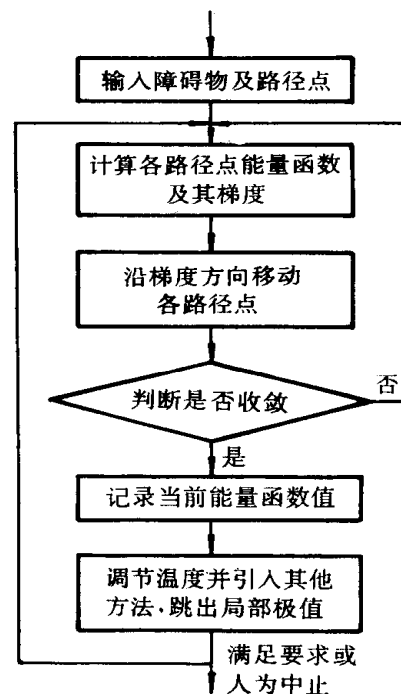 输入障碍物及路径点
计算各路径点能量函数
及其梯度
沿梯度方向移动
各路径点
判断是否收敛
否
是
记录当前能量函数值
调节温度并引入其他
方法,跳出局部极值
满足要求或
人为中止